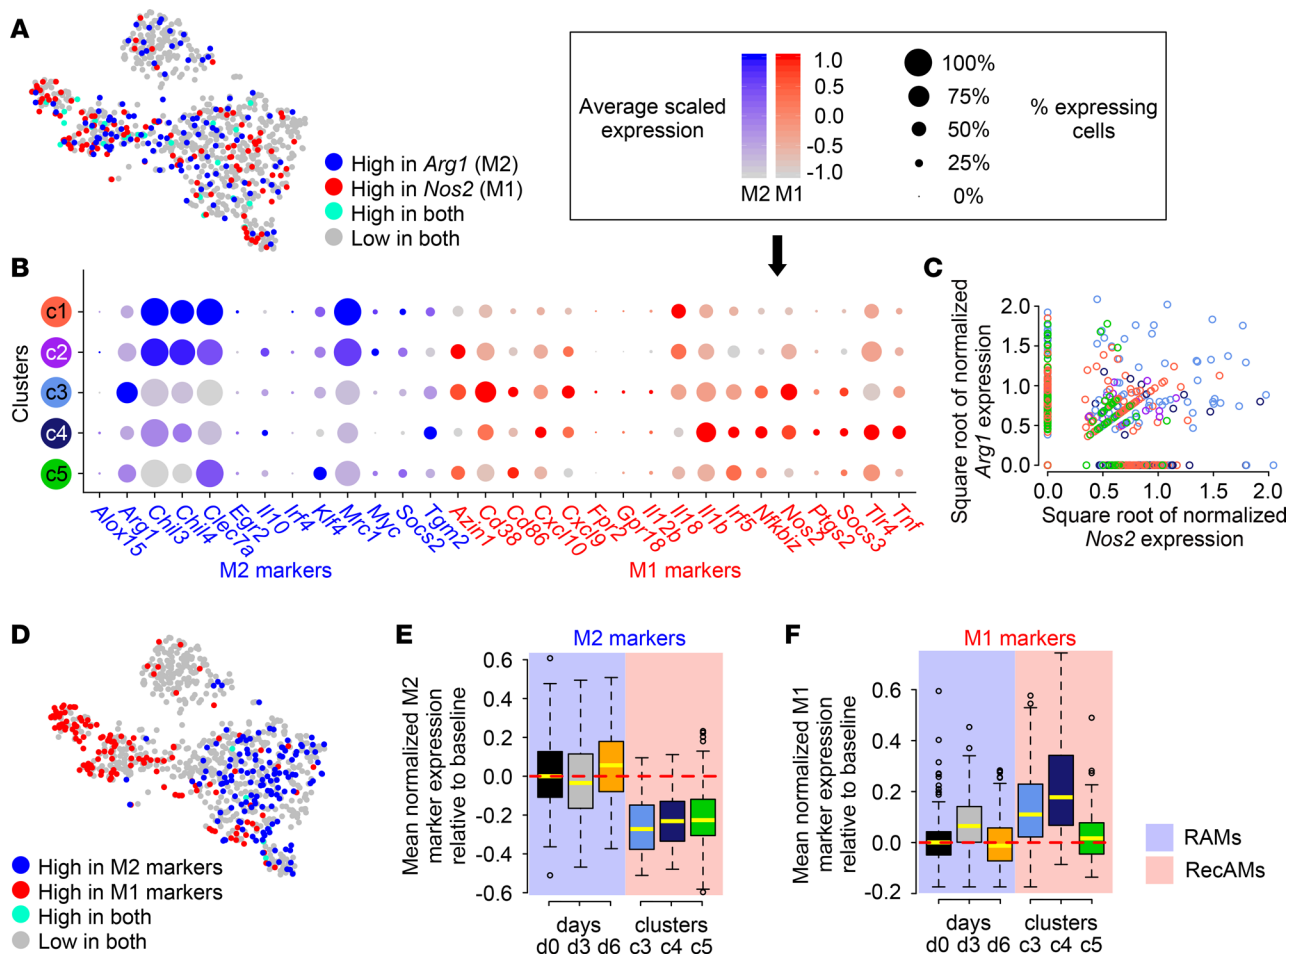 A
High in Arg1 (M2)
High in Nos2 (M1)
High in both
Low in both
Average scaled
expression
1.0
0.5
0.0
-0.5
-1.0
M2 M1
100%
75%
50%
25%
0%
% expressing
cells
B
Clusters
c1
c2
c3
c4
c5
Alox15
Arg1
Chil3
Chil4
Clec7a
Egr2
Il10
Irf4
Klf4
Mrc1
Myc
Socs2
Tgm2
Azin1
Cd38
Cd86
Cxcl10
Cxcl9
Fpr2
Gpr18
Il12b
Il18
Il1b
Irf5
Nfkbiz
Nos2
Ptgs2
Socs3
Tlr4
Tnf
M2 markers
M1 markers
C
Square root of normalized
Arg1 expression
2.0
1.5
1.0
0.5
0.0
0.0 0.5 1.0 1.5 2.0
Square root of normalized
Nos2 expression
D
High in M2 markers
High in M1 markers
High in both
Low in both
E
M2 markers
Mean normalized M2
marker expression
relative to baseline
0.6
0.4
0.2
0.0
-0.2
-0.4
-0.6
days clusters
d0 d3 d6 c3 c4 c5
F
M1 markers
Mean normalized M1
marker expression
relative to baseline
0.6
0.4
0.2
0.0
-0.2
days clusters
d0 d3 d6 c3 c4 c5
RAMs
RecAMs